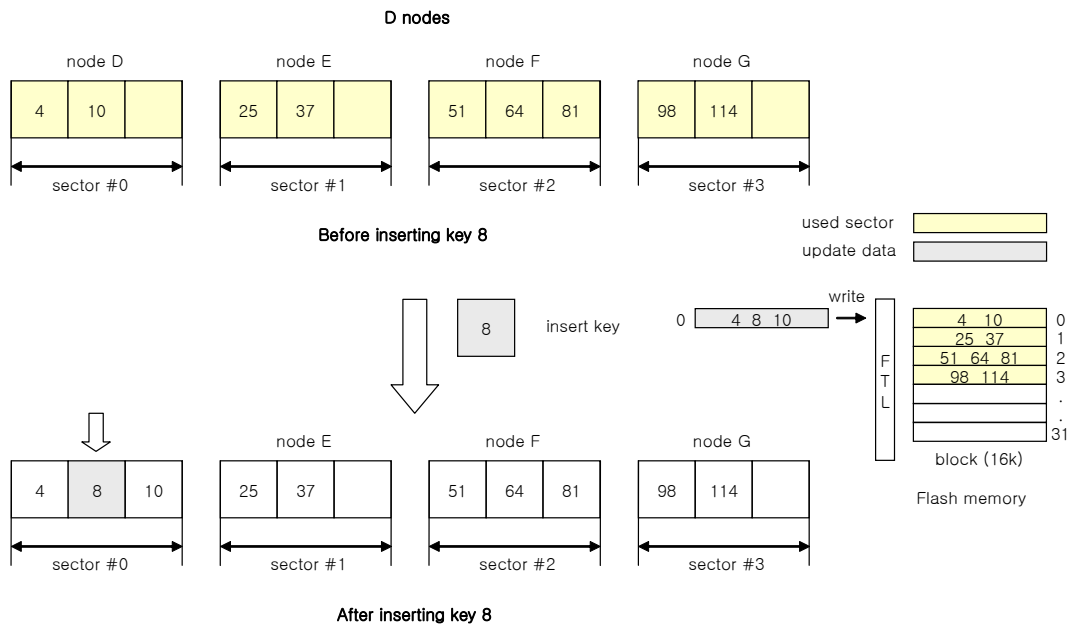 D nodes
node D
node E
node F
node G
4 10
25 37
51 64 81
98 114
sector #0
sector #1
sector #2
sector #3
Before inserting key 8
used sector
update data
8
insert key
write
0
4 8 10
FTL
4 10 0
25 37 1
51 64 81 2
98 114 3
.
.
31
block (16k)
Flash memory
node E
node F
node G
4 8 10
25 37
51 64 81
98 114
sector #0
sector #1
sector #2
sector #3
After inserting key 8